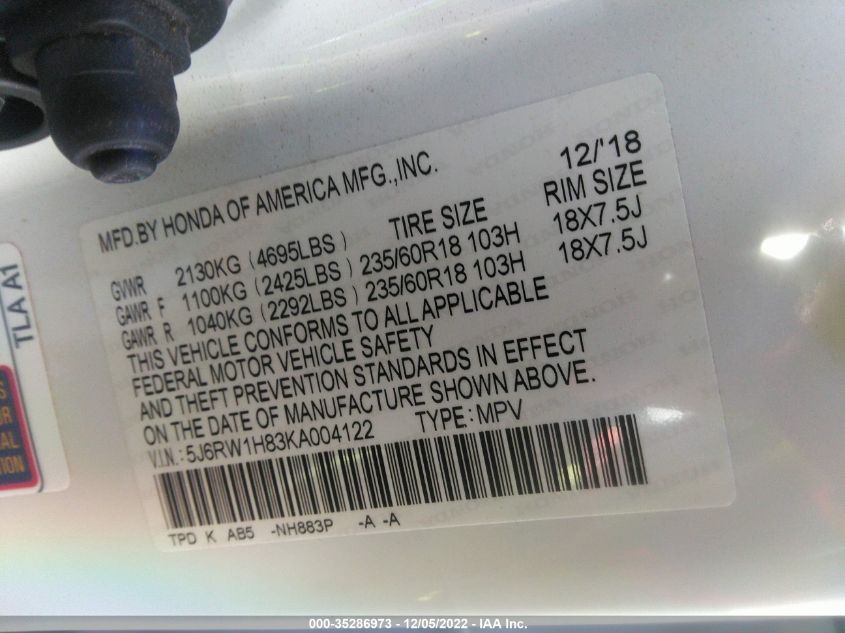 MFD.BY HONDA OF AMERICA MFG.,INC. 12/'18
TIRE SIZE RIM SIZE
GVWR 2130KG (4695LBS)
GAWR F 1100KG (2425LBS) 235/60R18 103H 18X7.5J
GAWR R 1040KG (2292LBS) 235/60R18 103H 18X7.5J
THIS VEHICLE CONFORMS TO ALL APPLICABLE
FEDERAL MOTOR VEHICLE SAFETY
AND THEFT PREVENTION STANDARDS IN EFFECT
ON THE DATE OF MANUFACTURE SHOWN ABOVE.
V.I.N.: 5J6RW1H83KA004122 TYPE: MPV
TPD K AB5 -NH883P -A -A
TLA A1
000-35286973 - 12/05/2022 - IAA Inc.